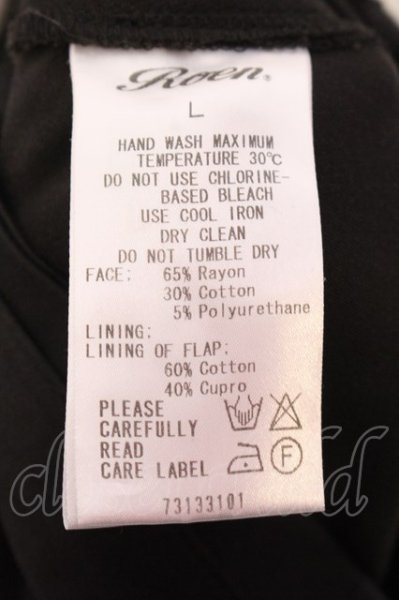 Roen
L
HAND WASH MAXIMUM
TEMPERATURE 30℃
DO NOT USE CHLORINE-
BASED BLEACH
USE COOL IRON
DRY CLEAN
DO NOT TUMBLE DRY
FACE: 65% Rayon
30% Cotton
5% Polyurethane
LINING:
LINING OF FLAP:
60% Cotton
40% Cupro
PLEASE
CAREFULLY
READ
CARE LABEL
F
73133101